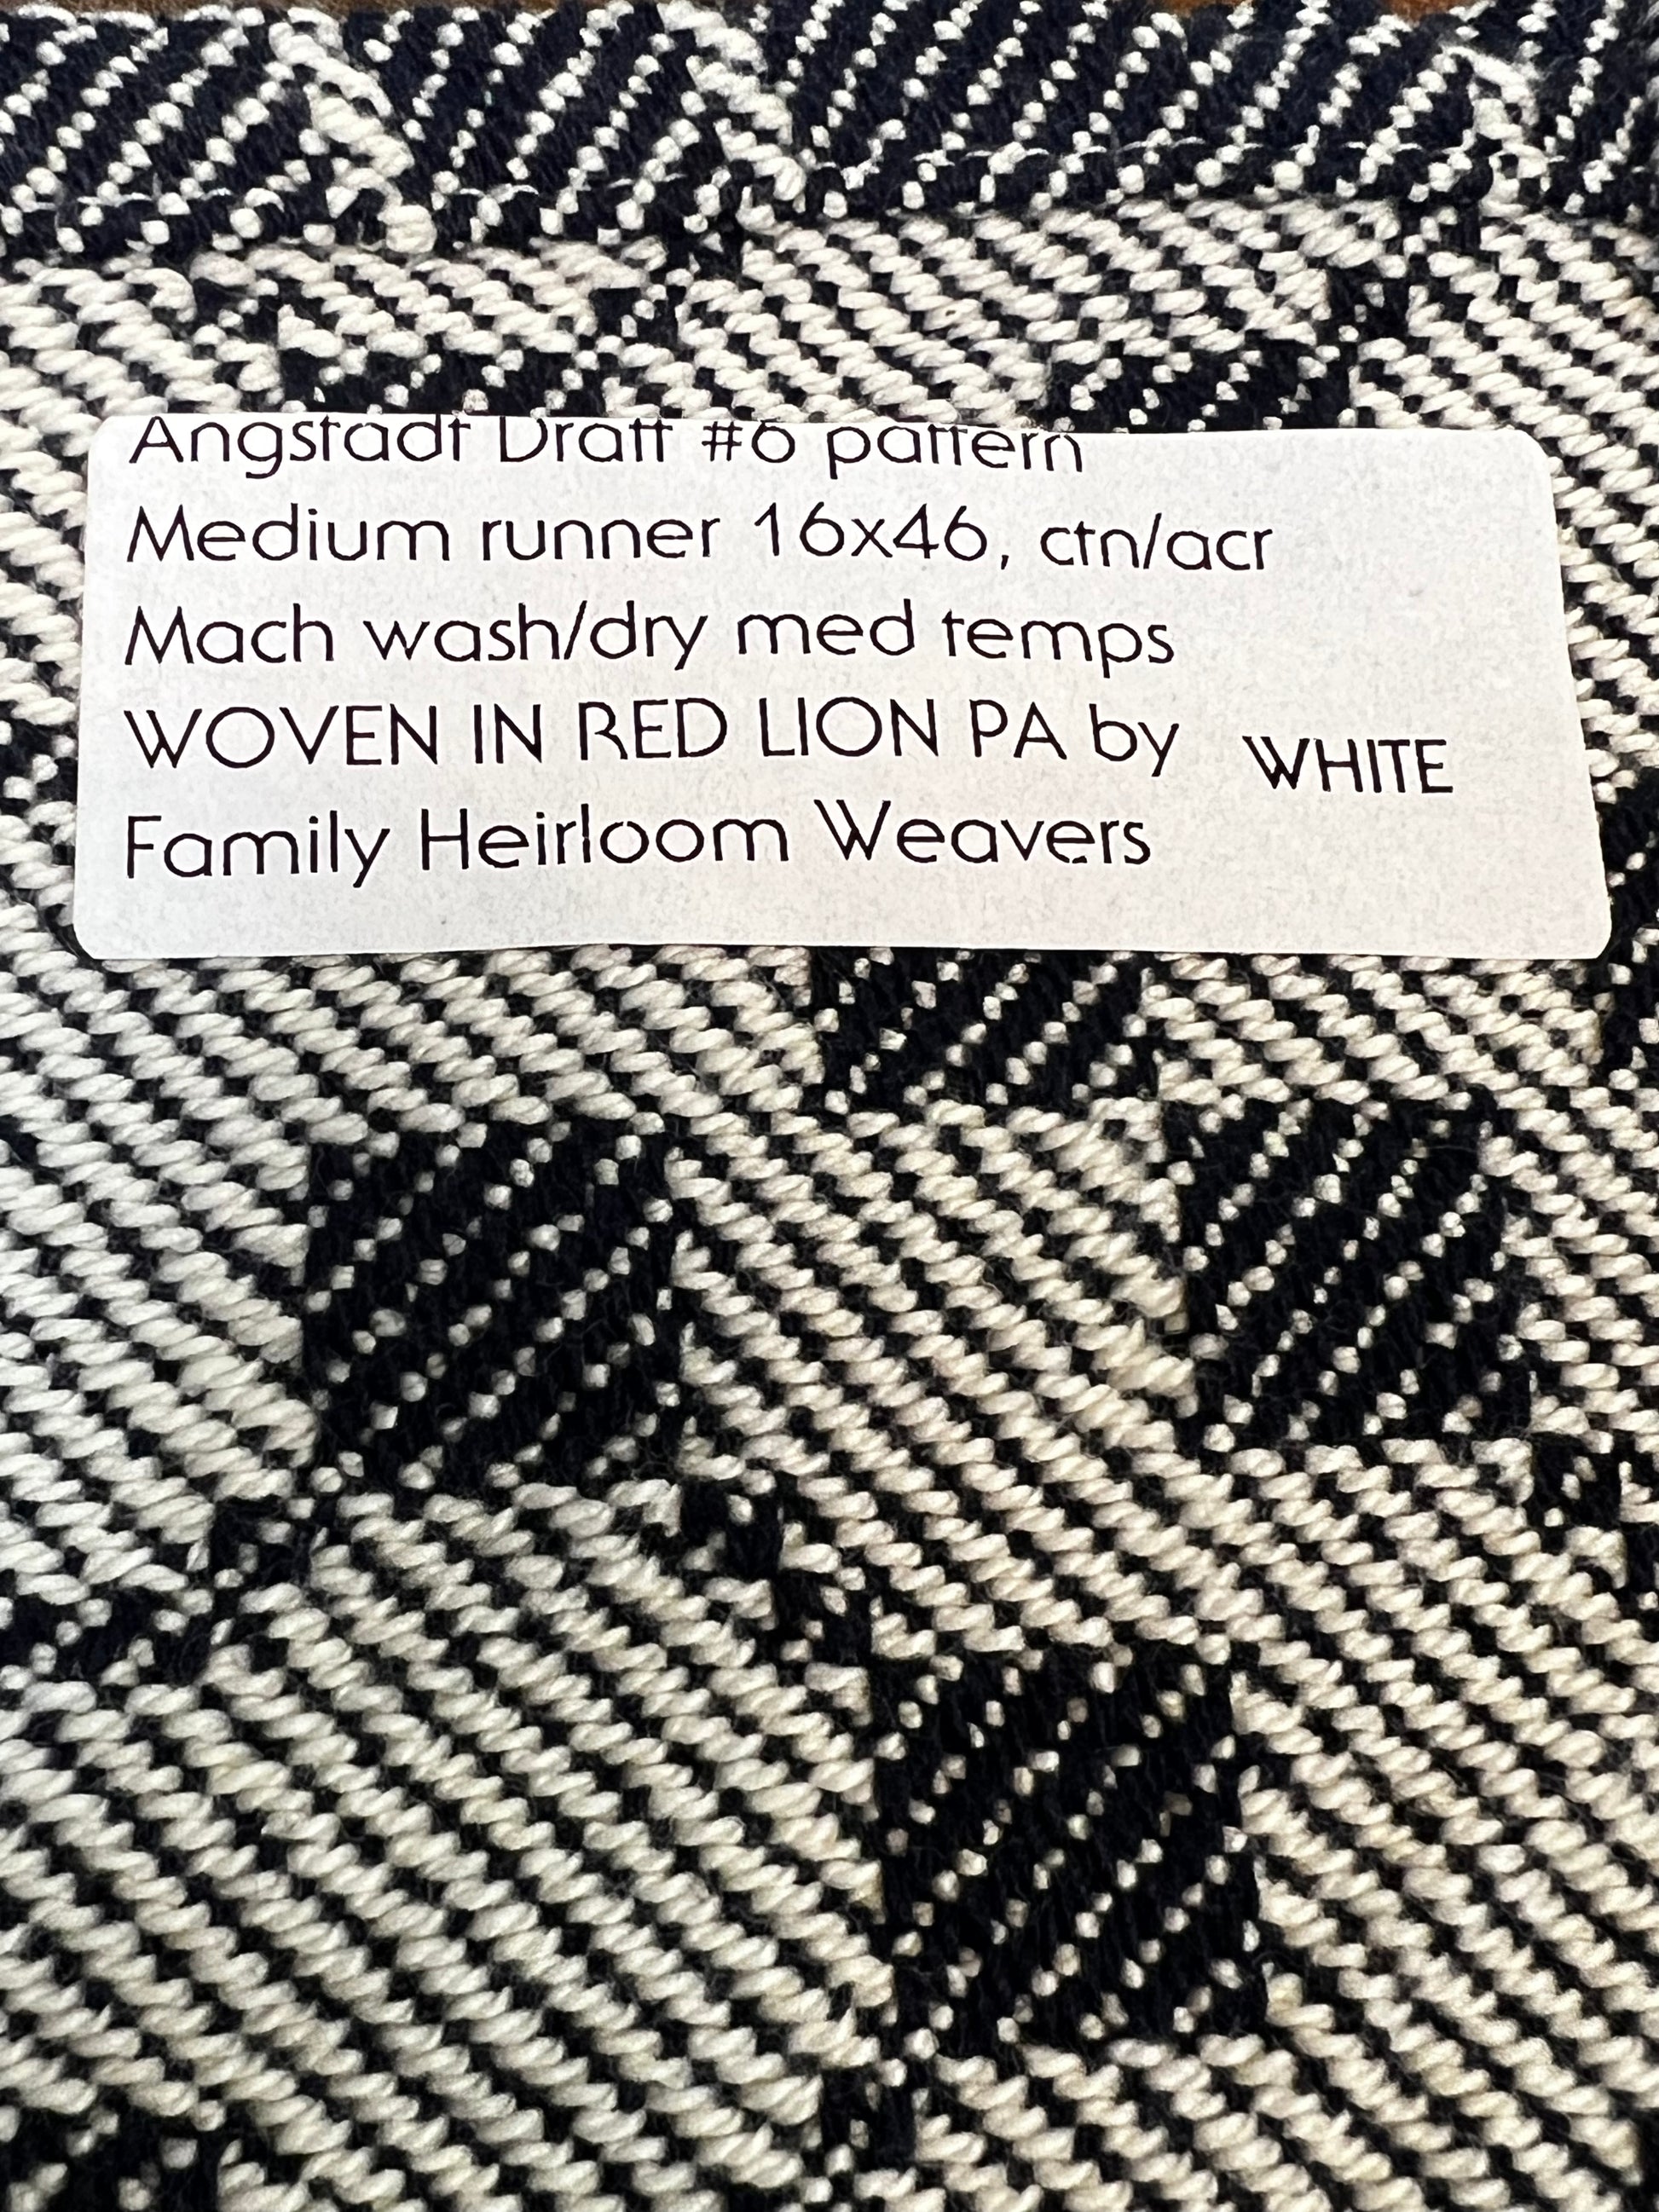 Angstadt Draft #6 pattern
Medium runner 16x46, ctn/acr
Mach wash/dry med temps
WOVEN IN RED LION PA by WHITE
Family Heirloom Weavers